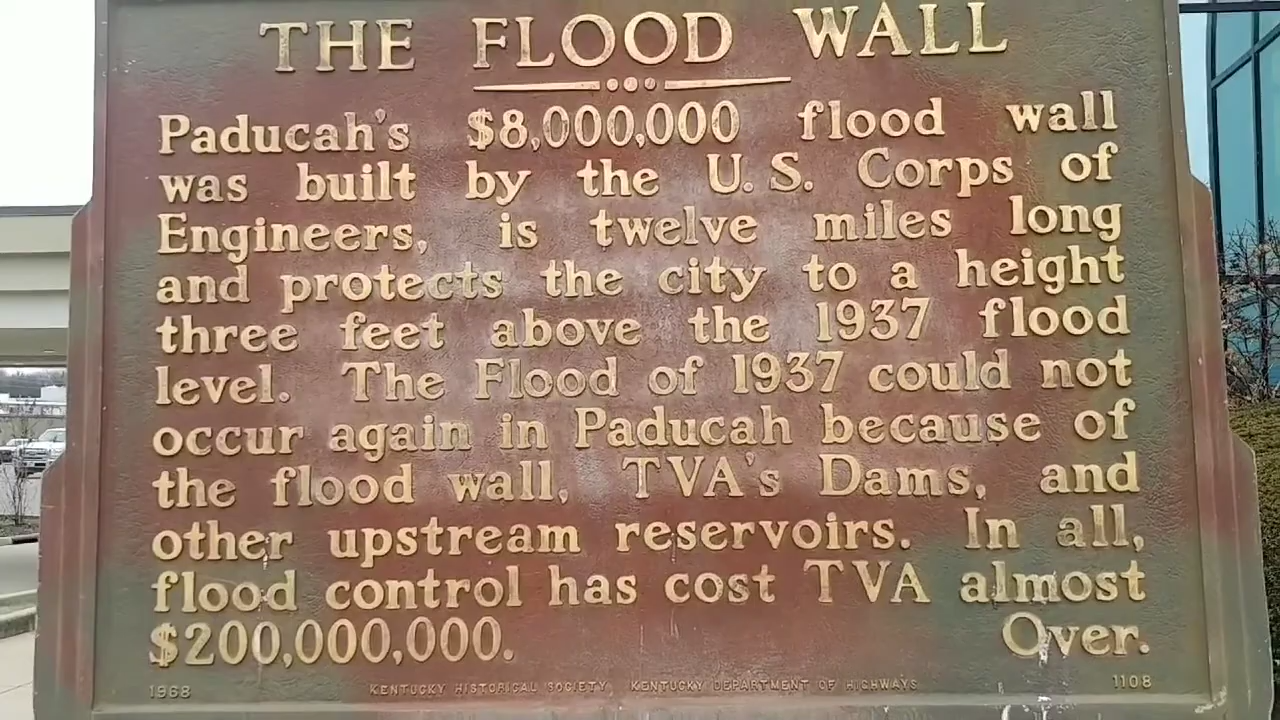 THE FLOOD WALL
Paducah's $8,000,000 flood wall
was built by the U. S. Corps of
Engineers, is twelve miles long
and protects the city to a height
three feet above the 1937 flood
level. The Flood of 1937 could not
occur again in Paducah because of
the flood wall, TVA's Dams, and
other upstream reservoirs. In all,
flood control has cost TVA almost
$200,000,000. Over.
1968 KENTUCKY HISTORICAL SOCIETY KENTUCKY DEPARTMENT OF HIGHWAYS 1108